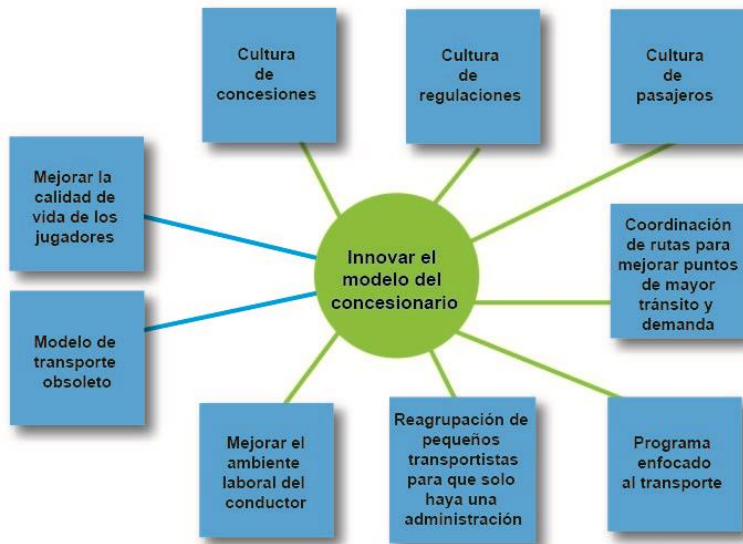 Cultura
de
concesiones
Cultura
de
regulaciones
Cultura
de
pasajeros
Mejorar la
calidad de
vida de los
jugadores
Innovar el
modelo del
concesionario
Coordinación
de rutas para
mejorar puntos
de mayor
tránsito y
demanda
Modelo de
transporte
obsoleto
Mejorar el
ambiente
laboral del
conductor
Reagrupación de
pequeños
transportistas
para que solo
haya una
administración
Programa
enfocado
al transporte